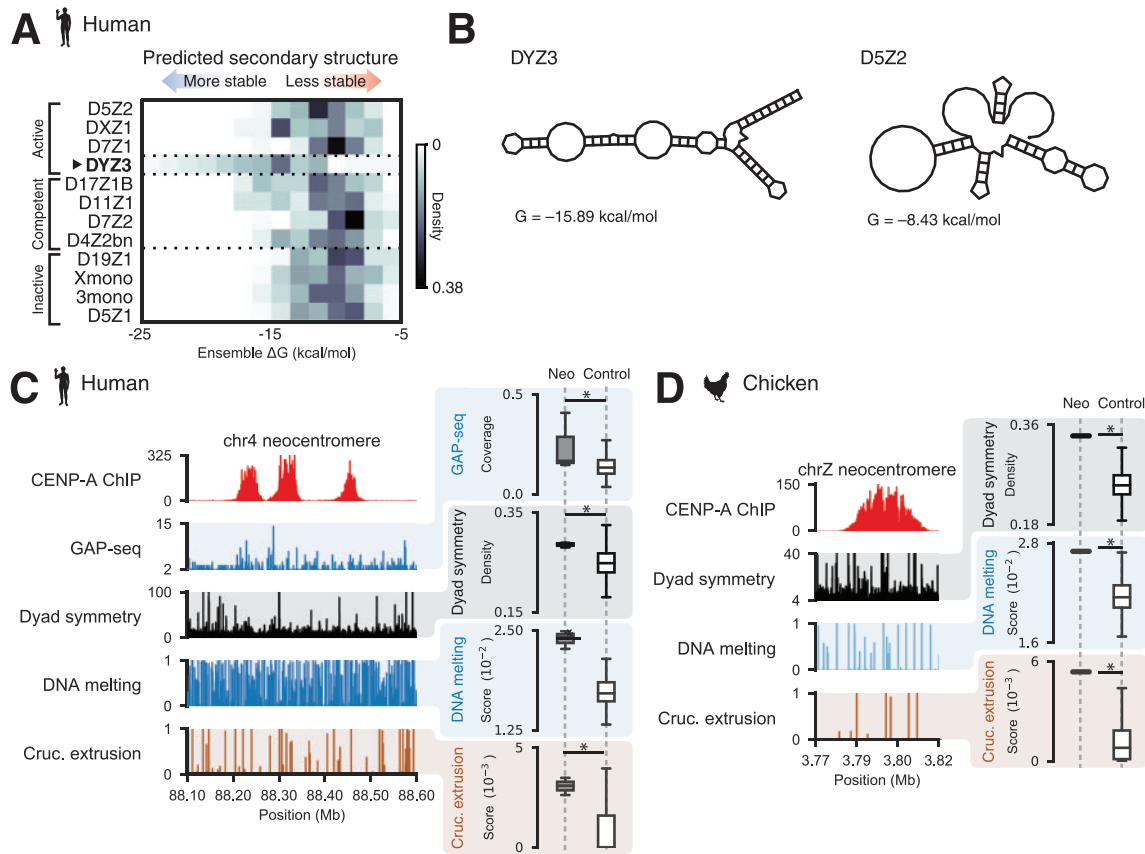 A
Human
Predicted secondary structure
More stable
Less stable
Active
D5Z2
DXZ1
D7Z1
DYZ3
Competent
D17Z1B
D11Z1
D7Z2
D4Z2bn
Inactive
D19Z1
Xmono
3mono
D5Z1
-25
-15
-5
Ensemble ΔG (kcal/mol)
0
Density
0.38
B
DYZ3
G = −15.89 kcal/mol
D5Z2
G = −8.43 kcal/mol
C
Human
chr4 neocentromere
CENP-A ChIP
325
0
GAP-seq
15
2
Dyad symmetry
100
0
DNA melting
1
0
Cruc. extrusion
1
0
88.10 88.20 88.30 88.40 88.50 88.60
Position (Mb)
Neo Control
GAP-seq
Coverage
0.5
0.0
*
Dyad symmetry
Density
0.35
0.15
*
DNA melting
Score (10⁻²)
2.50
1.25
Cruc. extrusion
Score (10⁻³)
5
0
*
D
Chicken
chrZ neocentromere
CENP-A ChIP
150
0
Dyad symmetry
40
4
DNA melting
1
0
Cruc. extrusion
1
0
3.77 3.79 3.80 3.82
Position (Mb)
Neo Control
Dyad symmetry
Density
0.36
0.18
*
DNA melting
Score (10⁻²)
2.8
1.6
*
Cruc. extrusion
Score (10⁻³)
6
0
*